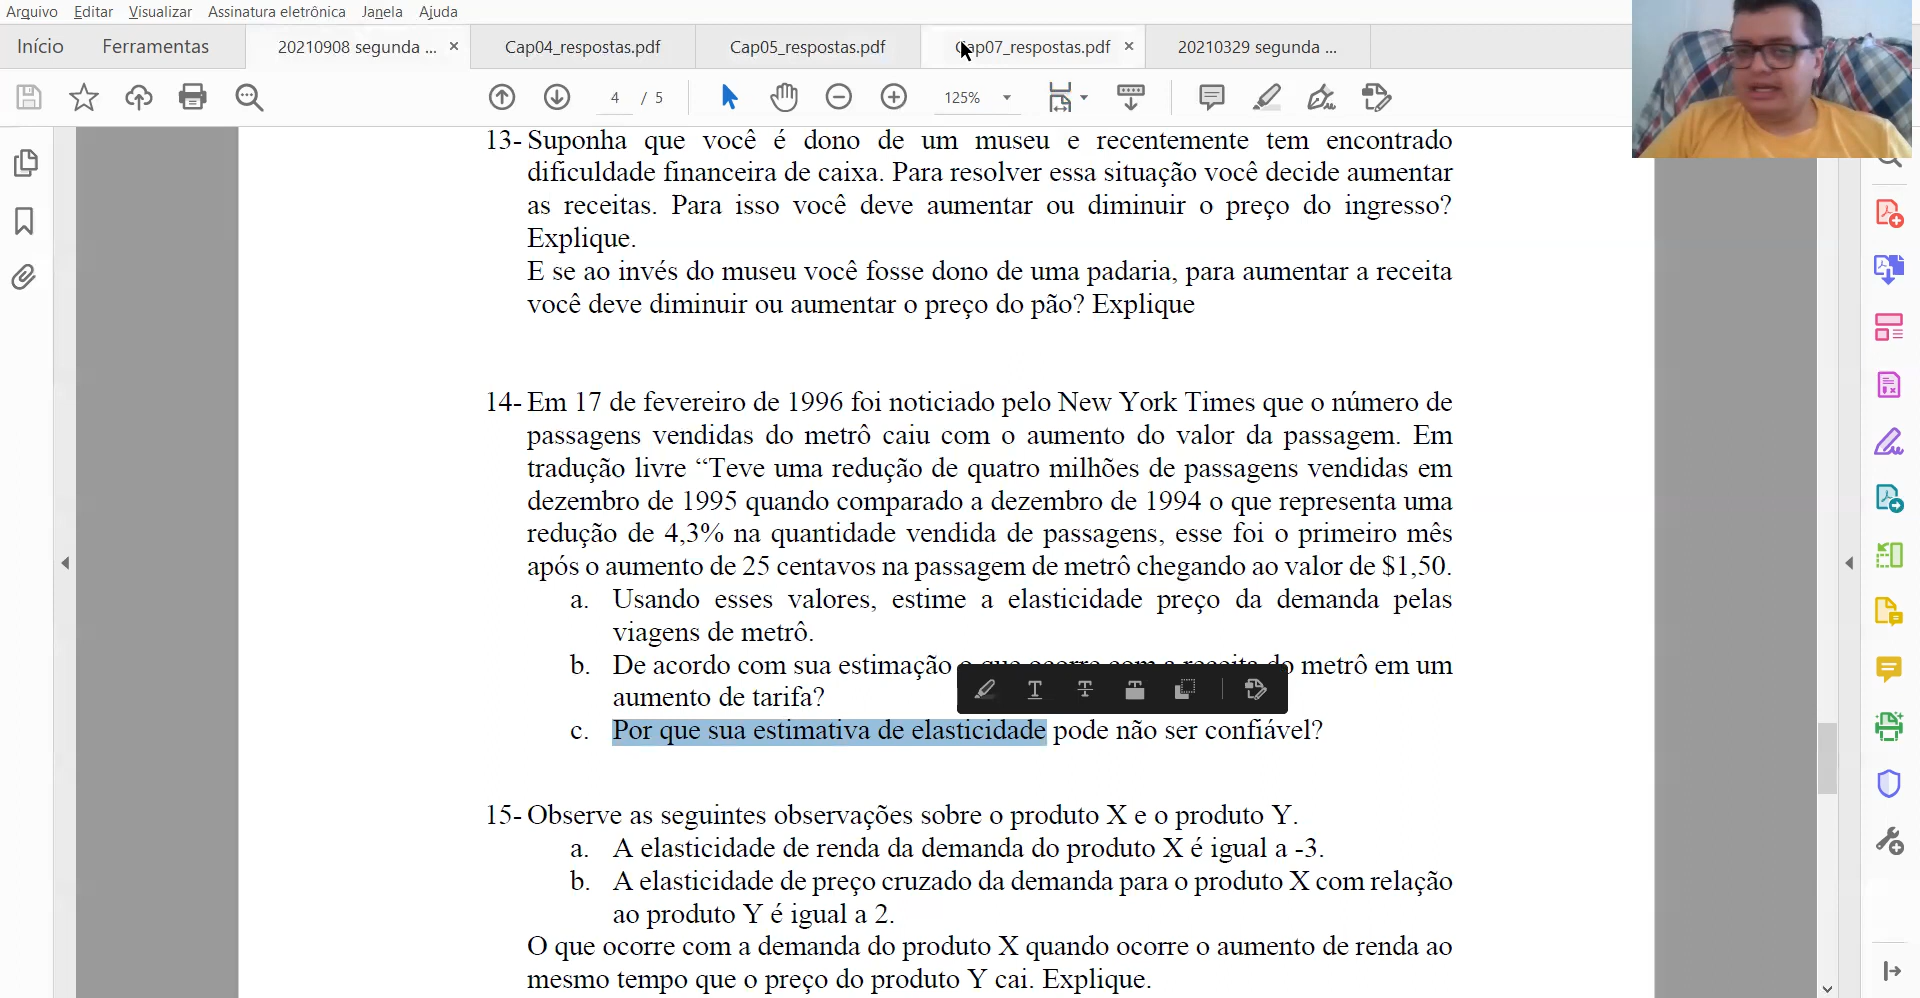 Arquivo Editar Visualizar Assinatura eletrônica Janela Ajuda
Início Ferramentas 20210908 segunda ... × Cap04_respostas.pdf Cap05_respostas.pdf Cap07_respostas.pdf × 20210329 segunda ...
4 / 5 125%
13- Suponha que você é dono de um museu e recentemente tem encontrado
dificuldade financeira de caixa. Para resolver essa situação você decide aumentar
as receitas. Para isso você deve aumentar ou diminuir o preço do ingresso?
Explique.
E se ao invés do museu você fosse dono de uma padaria, para aumentar a receita
você deve diminuir ou aumentar o preço do pão? Explique
14- Em 17 de fevereiro de 1996 foi noticiado pelo New York Times que o número de
passagens vendidas do metrô caiu com o aumento do valor da passagem. Em
tradução livre “Teve uma redução de quatro milhões de passagens vendidas em
dezembro de 1995 quando comparado a dezembro de 1994 o que representa uma
redução de 4,3% na quantidade vendida de passagens, esse foi o primeiro mês
após o aumento de 25 centavos na passagem de metrô chegando ao valor de $1,50.
a. Usando esses valores, estime a elasticidade preço da demanda pelas
viagens de metrô.
b. De acordo com sua estimação o que ocorre com a receita do metrô em um
aumento de tarifa?
c. Por que sua estimativa de elasticidade pode não ser confiável?
15- Observe as seguintes observações sobre o produto X e o produto Y.
a. A elasticidade de renda da demanda do produto X é igual a -3.
b. A elasticidade de preço cruzado da demanda para o produto X com relação
ao produto Y é igual a 2.
O que ocorre com a demanda do produto X quando ocorre o aumento de renda ao
mesmo tempo que o preço do produto Y cai. Explique.